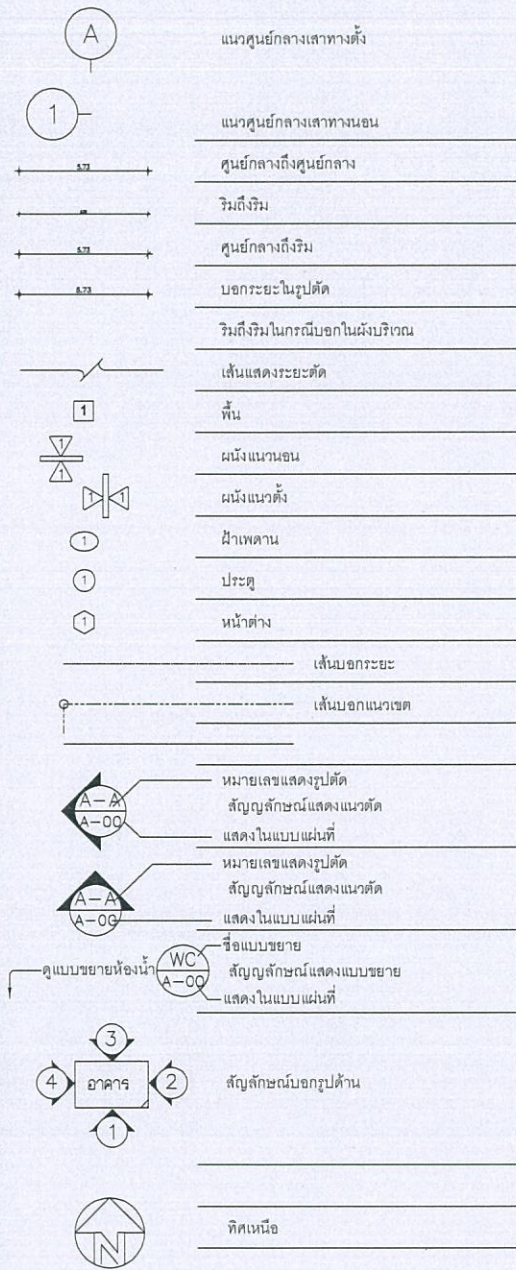 A แนวศูนย์กลางเสาทางตั้ง
1 แนวศูนย์กลางเสาทางนอน
5.73 ศูนย์กลางถึงศูนย์กลาง
ริมถึงริม
5.73 ศูนย์กลางถึงริม
5.73 บอกระยะในรูปตัด
ริมถึงริมในกรณีบอกในผังบริเวณ
เส้นแสดงระยะตัด
1 พื้น
1
ผนังแนวนอน
1
1 1 ผนังแนวตั้ง
1 ฝ้าเพดาน
1 ประตู
1 หน้าต่าง
เส้นบอกระยะ
เส้นบอกแนวเขต
หมายเลขแสดงรูปตัด
A-A สัญญูลักษณ์แสดงแนวตัด
A-00 แสดงในแบบแผ่นที่
หมายเลขแสดงรูปตัด
A-A สัญญูลักษณ์แสดงแนวตัด
A-00 แสดงในแบบแผ่นที่
ชื่อแบบขยาย
ดูแบบขยายห้องน้ำ WC สัญญูลักษณ์แสดงแบบขยาย
A-00 แสดงในแบบแผ่นที่
3
4 อาคาร 2 สัญลักษณ์บอกรูปด้าน
1
N ทิศเหนือ